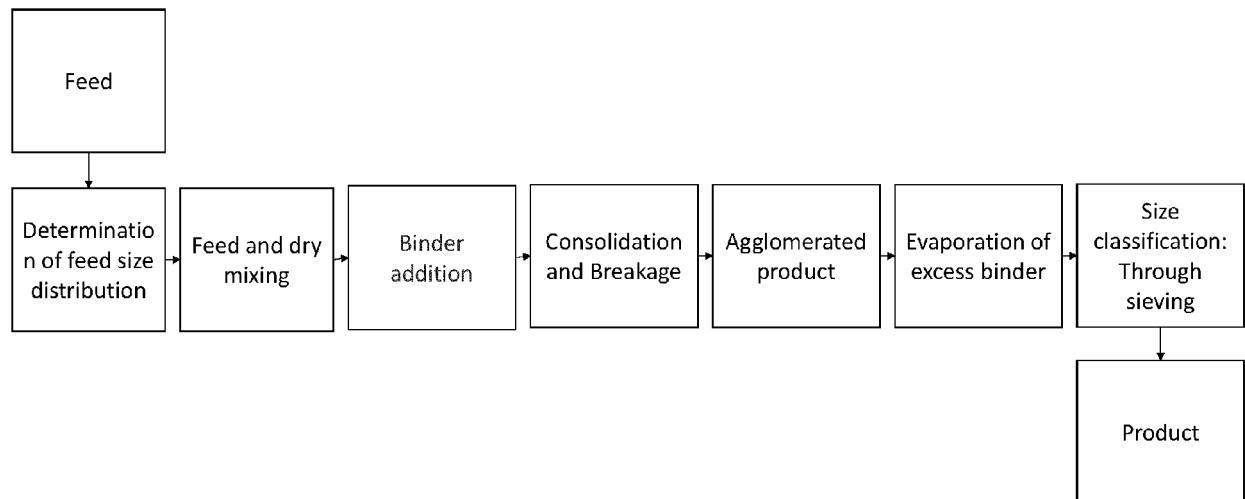 Feed
Determinatio
n of feed size
distribution
Feed and dry
mixing
Binder
addition
Consolidation
and Breakage
Agglomerated
product
Evaporation of
excess binder
Size
classification:
Through
sieving
Product